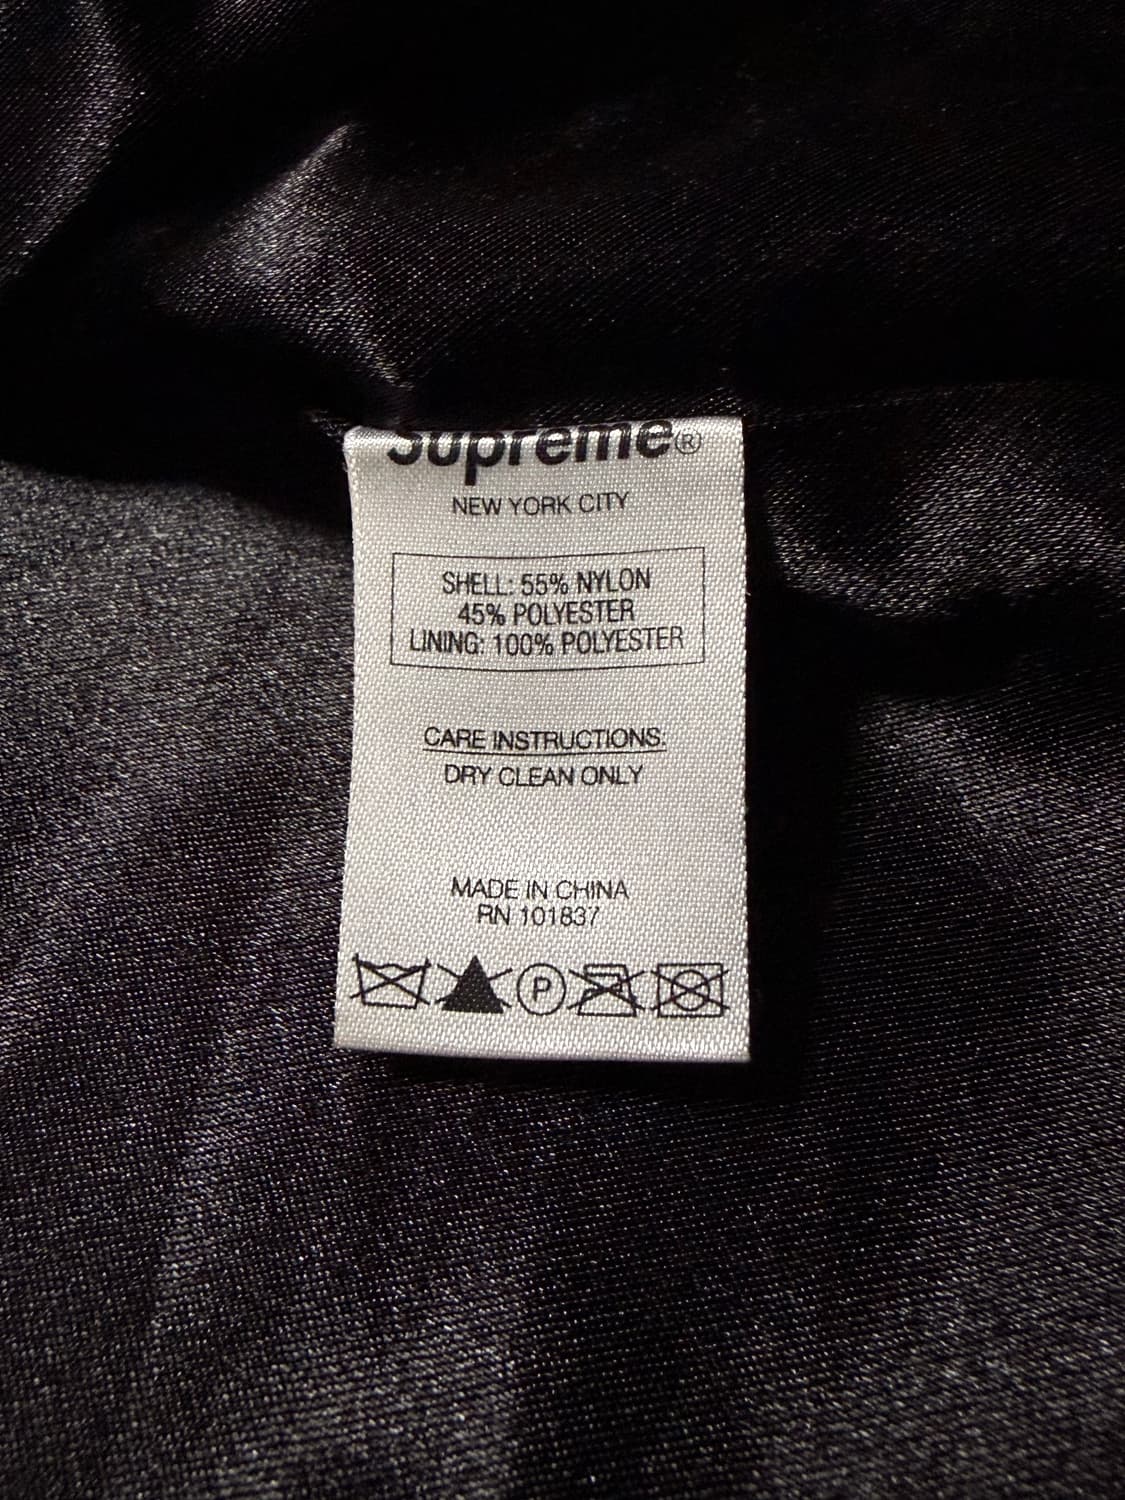 Supreme®
NEW YORK CITY
SHELL: 55% NYLON
45% POLYESTER
LINING: 100% POLYESTER
CARE INSTRUCTIONS.
DRY CLEAN ONLY
MADE IN CHINA
RN 101837
P